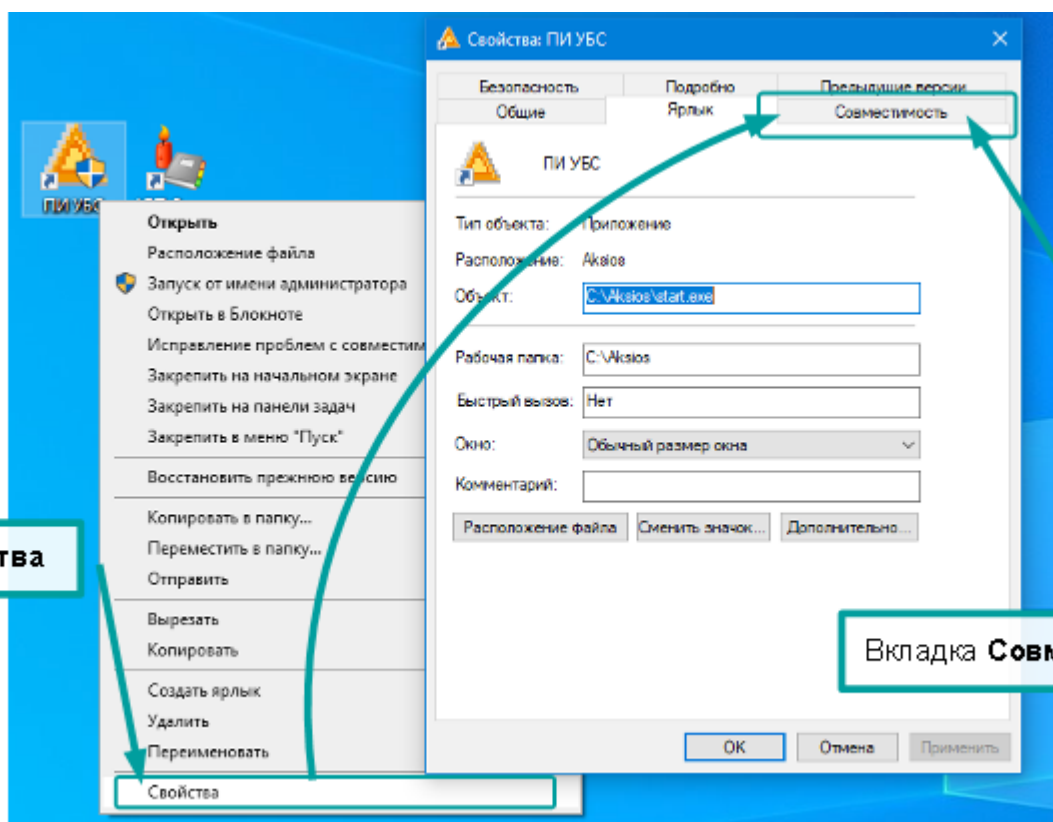 Свойства: ПИ УБС
Безопасность Подробно Предыдущие версии
Общие Ярлык Совместимость
ПИ УБС
Тип объекта: Приложение
Расположение: Aksios
Объект: C:\Aksios\start.exe
Рабочая папка: C:\Aksios
Быстрый вызов: Нет
Окно: Обычный размер окна
Комментарий:
Расположение файла Сменить значок... Дополнительно...
Вкладка Совм
OK Отмена Применить
ПИ УБС
Открыть
Расположение файла
Запуск от имени администратора
Открыть в Блокноте
Исправление проблем с совместим
Закрепить на начальном экране
Закрепить на панели задач
Закрепить в меню "Пуск"
Восстановить прежнюю версию
Копировать в папку...
Переместить в папку...
Отправить
Вырезать
Копировать
Создать ярлык
Удалить
Переименовать
Свойства
тва